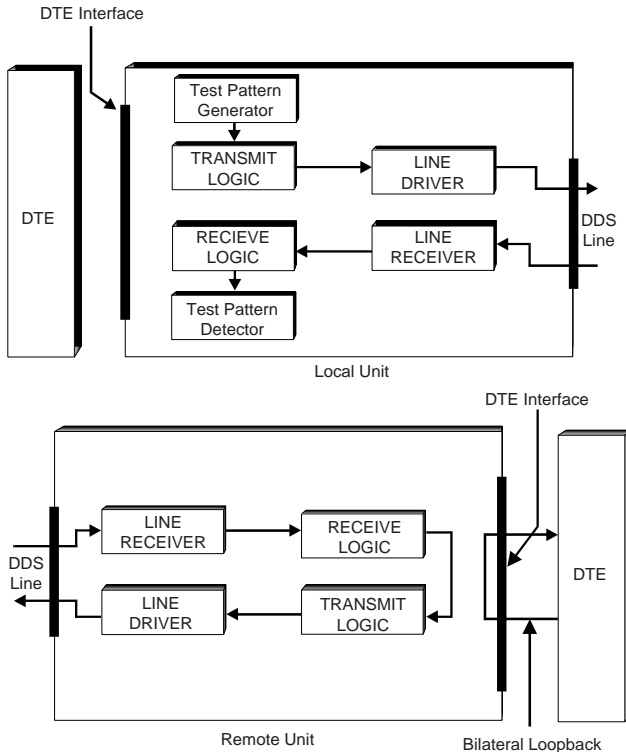 DTE Interface
Test Pattern
Generator
TRANSMIT
LOGIC
LINE
DRIVER
DTE
DDS
Line
RECIEVE
LOGIC
LINE
RECEIVER
Test Pattern
Detector
Local Unit
DTE Interface
LINE
RECEIVER
RECEIVE
LOGIC
DDS
Line
DTE
LINE
DRIVER
TRANSMIT
LOGIC
Remote Unit
Bilateral Loopback